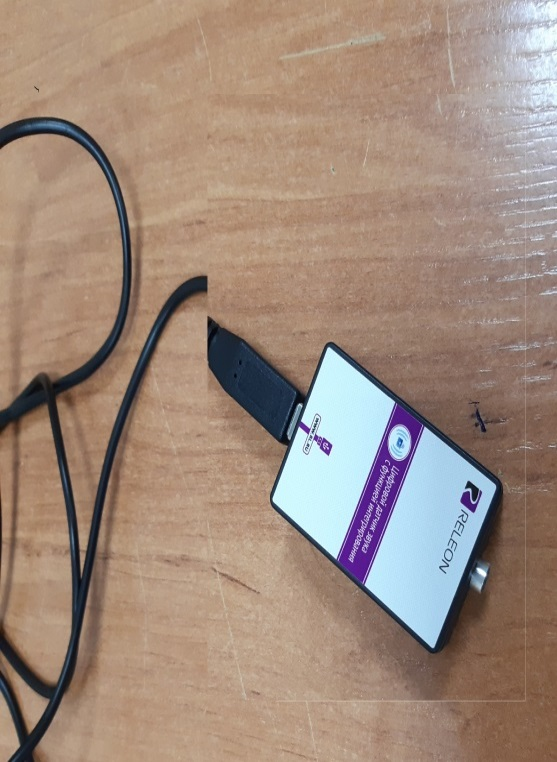 RELEON
Цифровой датчик звука
с функцией интегрирования